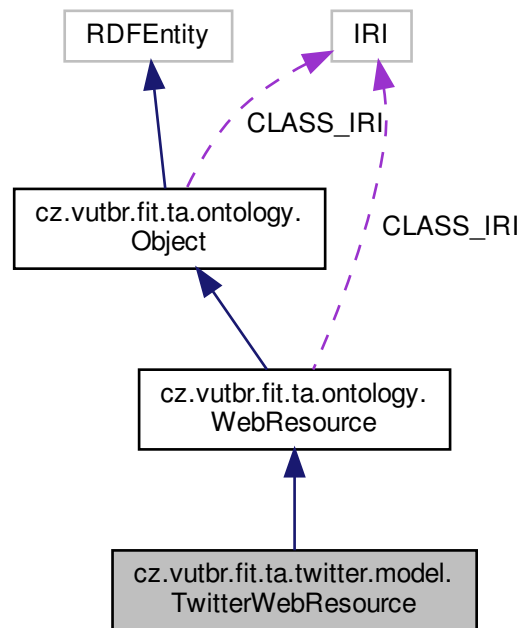 RDFEntity
IRI
CLASS_IRI
cz.vutbr.fit.ta.ontology.
Object
CLASS_IRI
cz.vutbr.fit.ta.ontology.
WebResource
cz.vutbr.fit.ta.twitter.model.
TwitterWebResource